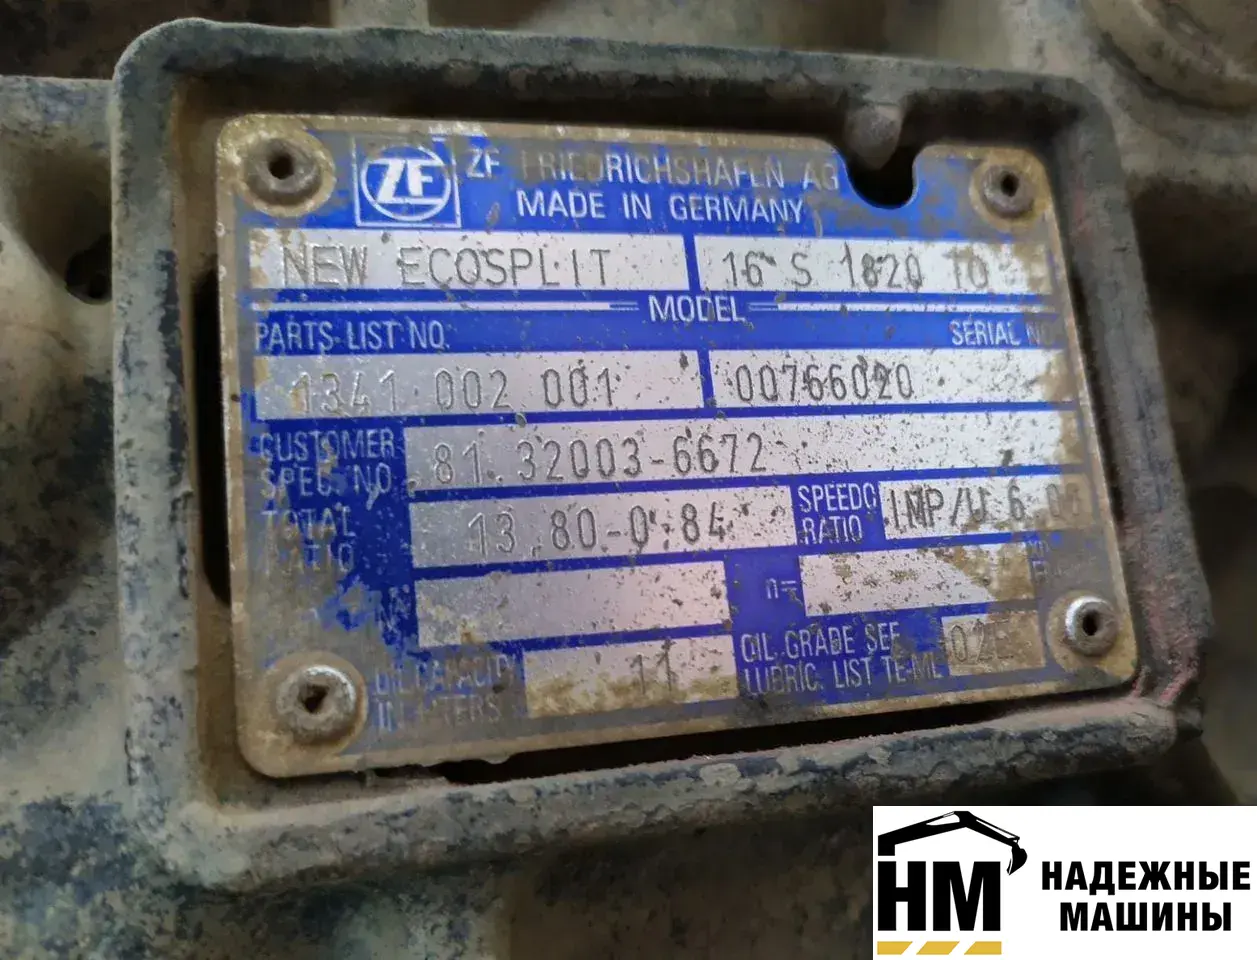 ZF ZF FRIEDRICHSHAFEN AG
MADE IN GERMANY
NEW ECOSPLIT 16 S 1820 TO
MODEL
PARTS-LIST NO. SERIAL NO
1341 002 001 00766020
CUSTOMER SPEC. NO. 81.32003-6672
TOTAL RATIO 13.80-0.84 SPEEDO RATIO IMP/U 6
n=
OIL CAPACITY IN LITERS 11 OIL GRADE SEE LUBRIC. LIST TE-ML 02E
НМ НАДЕЖНЫЕ
МАШИНЫ